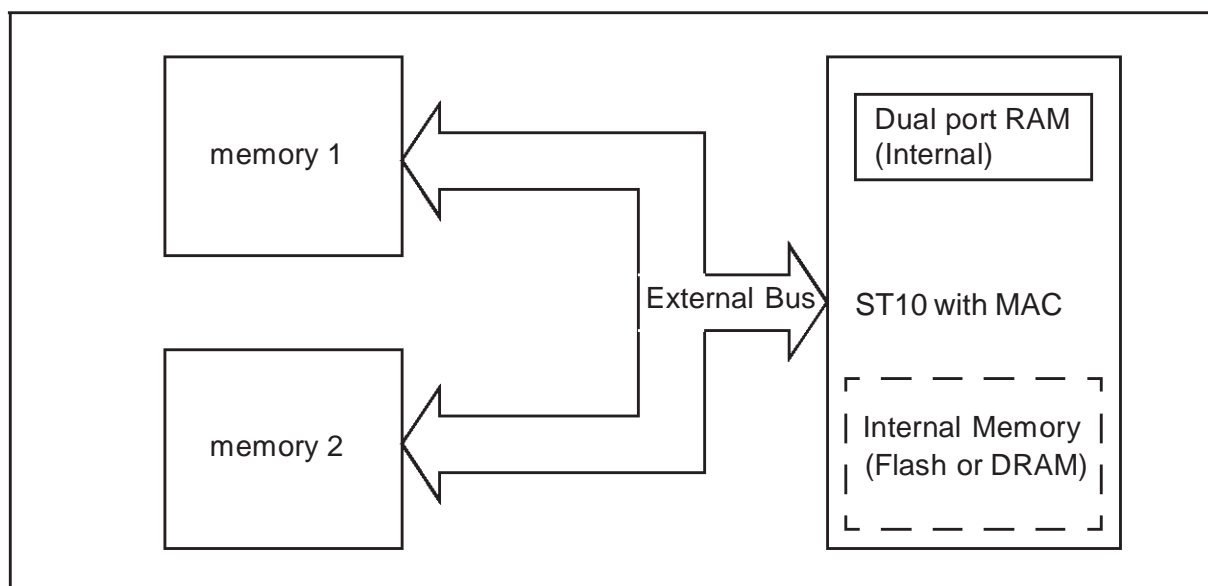 memory 1
Dual port RAM
(Internal)
External Bus
ST10 with MAC
memory 2
Internal Memory
(Flash or DRAM)